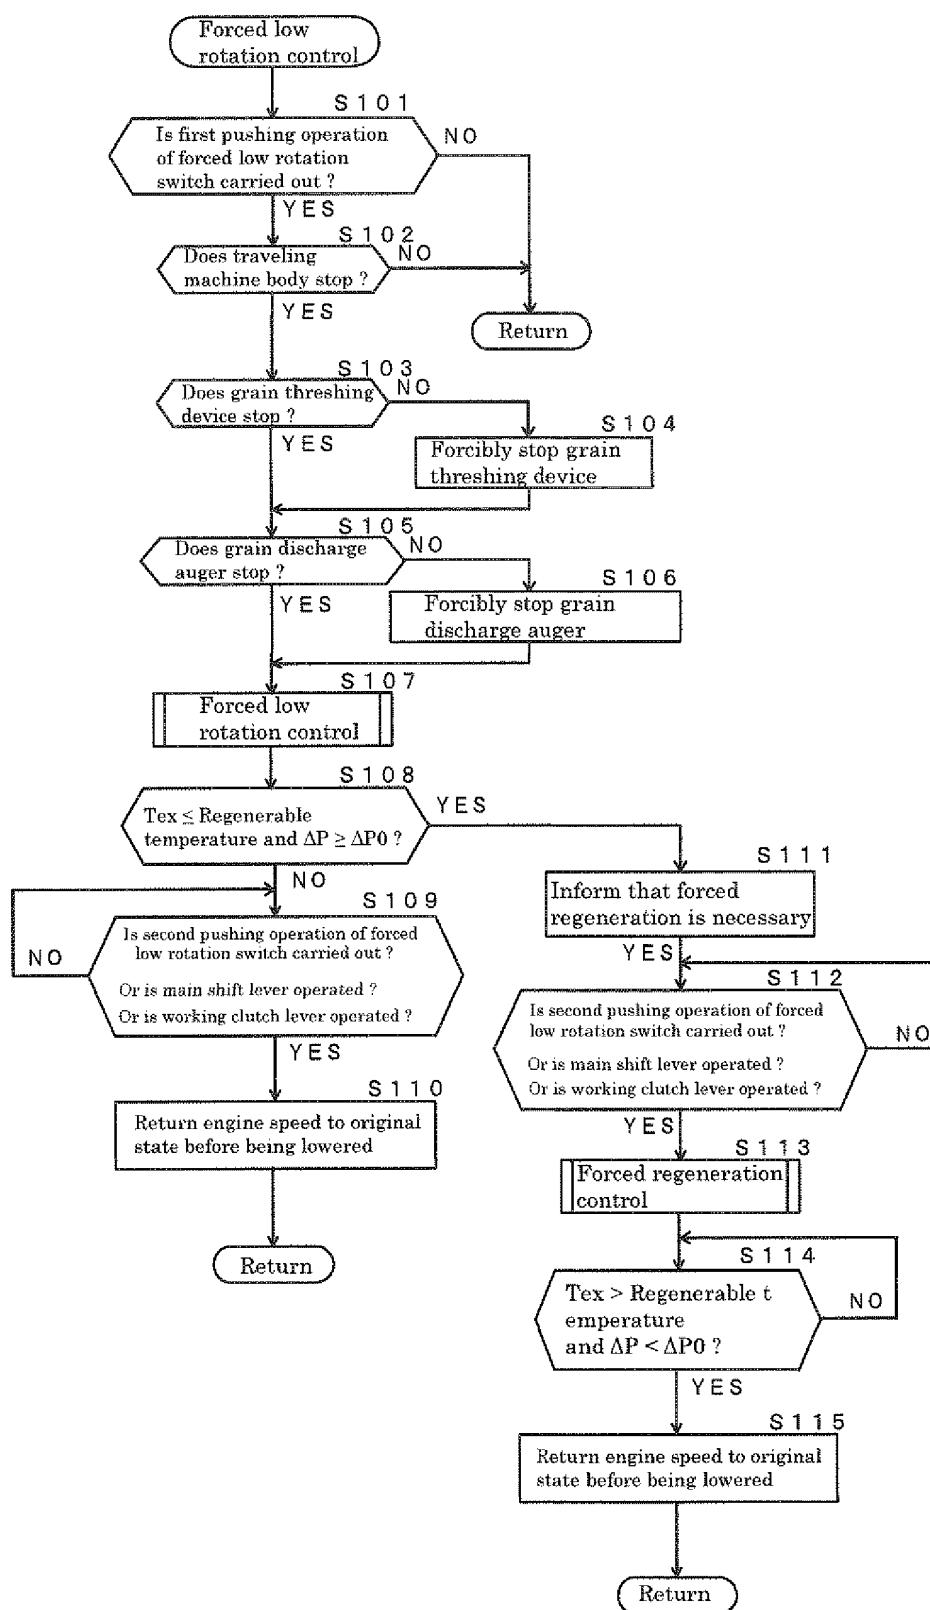 Forced low
rotation control
S101
Is first pushing operation
of forced low rotation
switch carried out ?
NO
YES
S102
Does traveling
machine body stop ?
NO
YES
Return
S103
Does grain threshing
device stop ?
NO
YES
S104
Forcibly stop grain
threshing device
S105
Does grain discharge
auger stop ?
NO
YES
S106
Forcibly stop grain
discharge auger
S107
Forced low
rotation control
S108
Tex ≤ Regenerable
temperature and ΔP ≥ ΔP0 ?
YES
NO
S109
Is second pushing operation of forced
low rotation switch carried out ?
Or is main shift lever operated ?
Or is working clutch lever operated ?
NO
YES
S110
Return engine speed to original
state before being lowered
Return
S111
Inform that forced
regeneration is necessary
YES
S112
Is second pushing operation of forced
low rotation switch carried out ?
Or is main shift lever operated ?
Or is working clutch lever operated ?
NO
YES
S113
Forced regeneration
control
S114
Tex > Regenerable t
emperature
and ΔP < ΔP0 ?
NO
YES
S115
Return engine speed to original
state before being lowered
Return